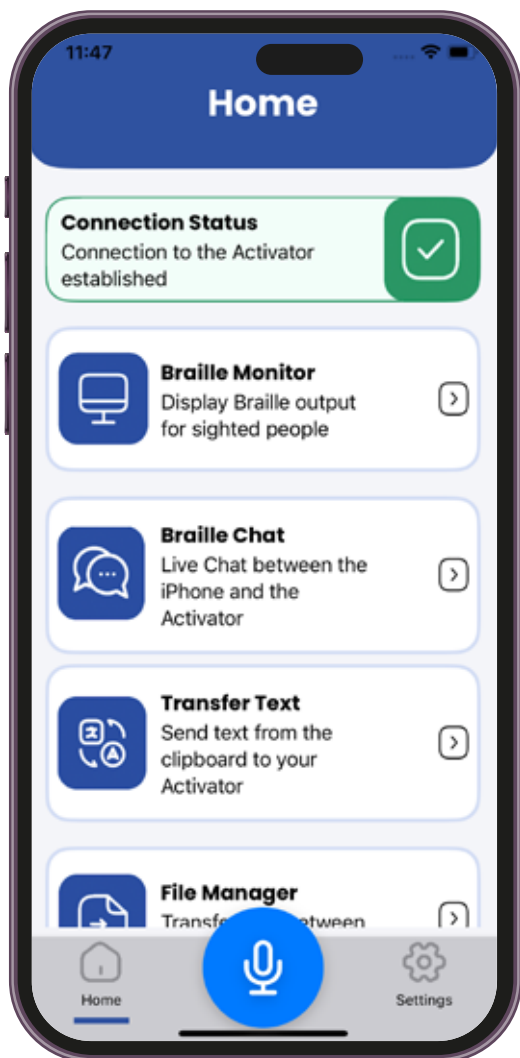 11:47
Home
Connection Status
Connection to the Activator
established
Braille Monitor
Display Braille output
for sighted people
Braille Chat
Live Chat between the
iPhone and the
Activator
Transfer Text
Send text from the
clipboard to your
Activator
File Manager
Home
Settings